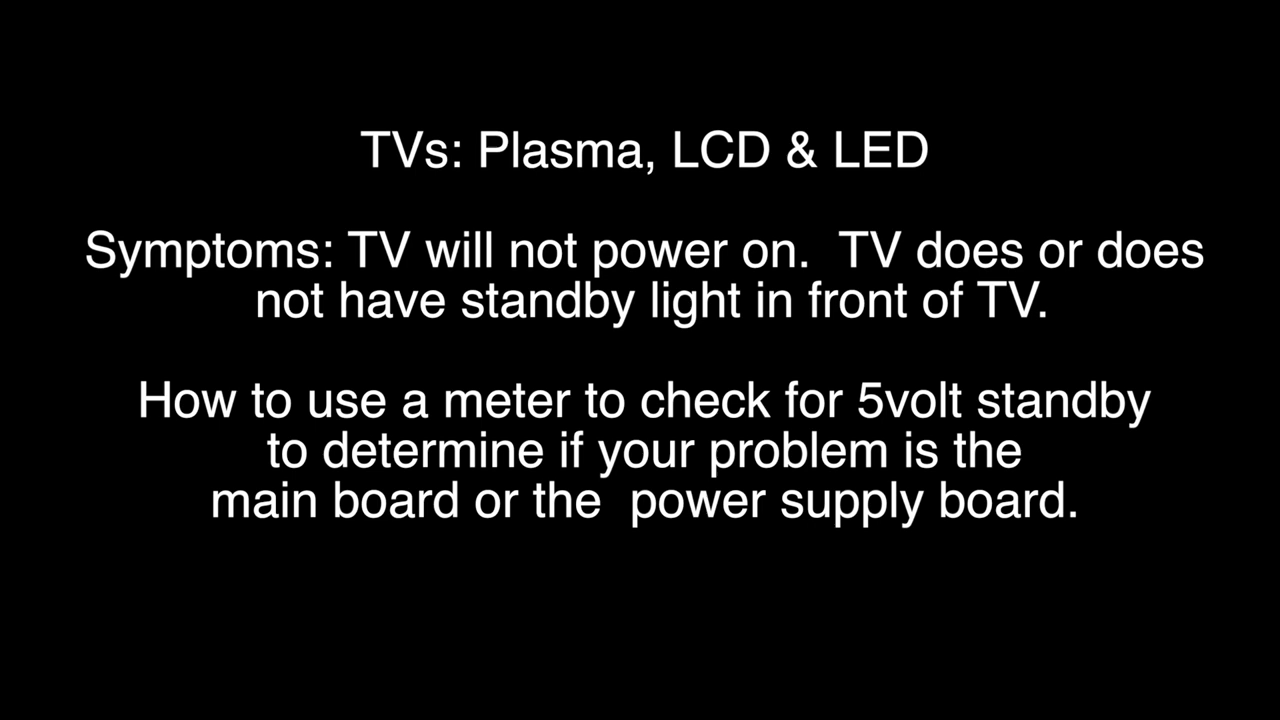 TVs: Plasma, LCD & LED
Symptoms: TV will not power on.  TV does or does
not have standby light in front of TV.
How to use a meter to check for 5volt standby
to determine if your problem is the
main board or the  power supply board.